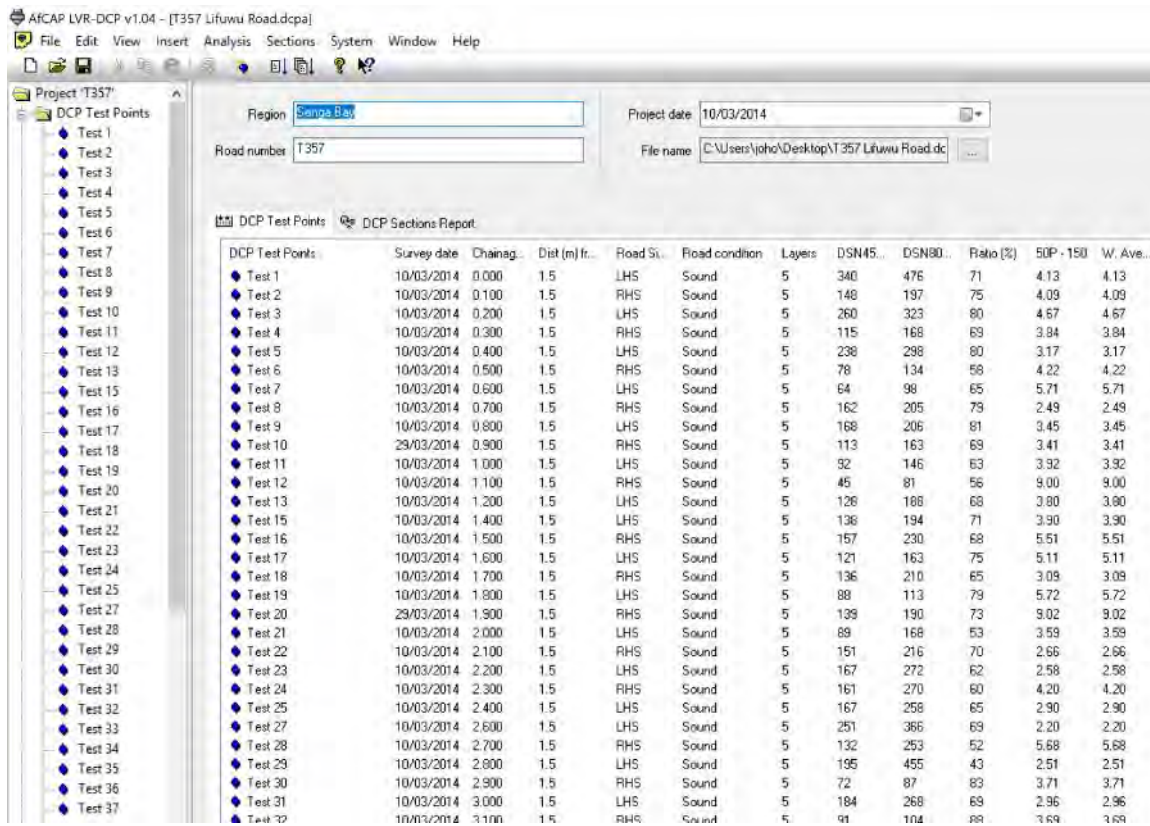 AfCAP LVR-DCP v1.04 - [T357 Lifuwu Road.dcpa]
File Edit View Insert Analysis Sections System Window Help
Project 'T357'
DCP Test Points
Test 1
Test 2
Test 3
Test 4
Test 5
Test 6
Test 7
Test 8
Test 9
Test 10
Test 11
Test 12
Test 13
Test 15
Test 16
Test 17
Test 18
Test 19
Test 20
Test 21
Test 22
Test 23
Test 24
Test 25
Test 27
Test 28
Test 29
Test 30
Test 31
Test 32
Test 33
Test 34
Test 35
Test 36
Test 37
Region Senga Bay Project date 10/03/2014
Road number T357 File name C:\Users\joho\Desktop\T357 Lifuwu Road.dc ...
DCP Test Points DCP Sections Report
DCP Test Points Survey date Chainag... Dist (m) fr... Road Si... Road condition Layers DSN45... DSN80... Ratio (%) 50P - 150 W. Ave...
Test 1 10/03/2014 0.000 1.5 LHS Sound 5 340 476 71 4.13 4.13
Test 2 10/03/2014 0.100 1.5 RHS Sound 5 148 197 75 4.09 4.09
Test 3 10/03/2014 0.200 1.5 LHS Sound 5 260 323 80 4.67 4.67
Test 4 10/03/2014 0.300 1.5 RHS Sound 5 115 168 69 3.84 3.84
Test 5 10/03/2014 0.400 1.5 LHS Sound 5 238 298 80 3.17 3.17
Test 6 10/03/2014 0.500 1.5 RHS Sound 5 78 134 58 4.22 4.22
Test 7 10/03/2014 0.600 1.5 LHS Sound 5 64 98 65 5.71 5.71
Test 8 10/03/2014 0.700 1.5 RHS Sound 5 162 205 79 2.49 2.49
Test 9 10/03/2014 0.800 1.5 LHS Sound 5 168 206 81 3.45 3.45
Test 10 29/03/2014 0.900 1.5 RHS Sound 5 113 163 69 3.41 3.41
Test 11 10/03/2014 1.000 1.5 LHS Sound 5 92 146 63 3.92 3.92
Test 12 10/03/2014 1.100 1.5 RHS Sound 5 45 81 56 9.00 9.00
Test 13 10/03/2014 1.200 1.5 LHS Sound 5 128 188 68 3.80 3.80
Test 15 10/03/2014 1.400 1.5 LHS Sound 5 138 194 71 3.90 3.90
Test 16 10/03/2014 1.500 1.5 RHS Sound 5 157 230 68 5.51 5.51
Test 17 10/03/2014 1.600 1.5 LHS Sound 5 121 163 75 5.11 5.11
Test 18 10/03/2014 1.700 1.5 RHS Sound 5 136 210 65 3.09 3.09
Test 19 10/03/2014 1.800 1.5 LHS Sound 5 88 113 79 5.72 5.72
Test 20 29/03/2014 1.900 1.5 RHS Sound 5 139 190 73 9.02 9.02
Test 21 10/03/2014 2.000 1.5 LHS Sound 5 89 168 53 3.59 3.59
Test 22 10/03/2014 2.100 1.5 RHS Sound 5 151 216 70 2.66 2.66
Test 23 10/03/2014 2.200 1.5 LHS Sound 5 167 272 62 2.58 2.58
Test 24 10/03/2014 2.300 1.5 RHS Sound 5 161 270 60 4.20 4.20
Test 25 10/03/2014 2.400 1.5 LHS Sound 5 167 258 65 2.90 2.90
Test 27 10/03/2014 2.600 1.5 LHS Sound 5 251 366 69 2.20 2.20
Test 28 10/03/2014 2.700 1.5 RHS Sound 5 132 253 52 5.68 5.68
Test 29 10/03/2014 2.800 1.5 LHS Sound 5 195 455 43 2.51 2.51
Test 30 10/03/2014 2.900 1.5 RHS Sound 5 72 87 83 3.71 3.71
Test 31 10/03/2014 3.000 1.5 LHS Sound 5 184 268 69 2.96 2.96
Test 32 10/03/2014 3.100 1.5 RHS Sound 5 91 104 88 3.69 3.69